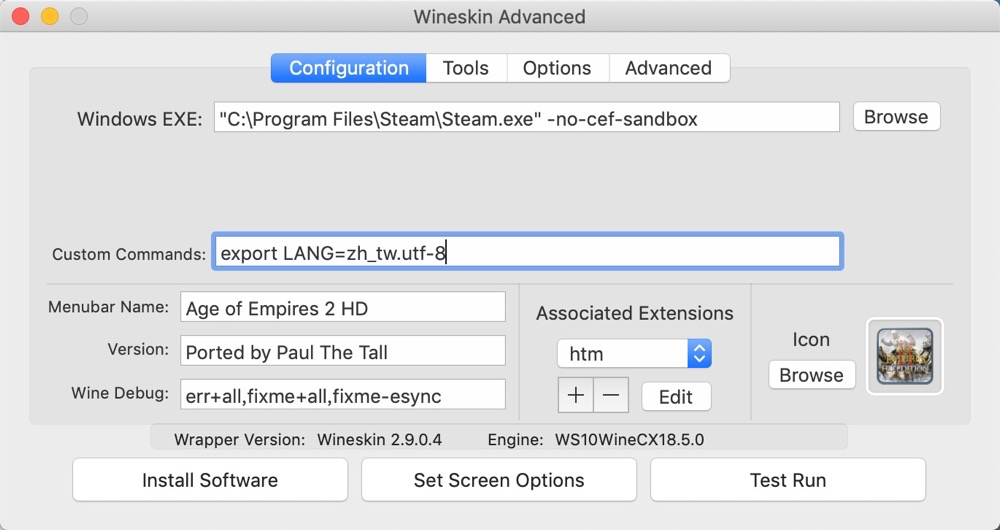 Wineskin Advanced
Configuration Tools Options Advanced
Windows EXE: "C:\Program Files\Steam\Steam.exe" -no-cef-sandbox Browse
Custom Commands: export LANG=zh_tw.utf-8
Menubar Name: Age of Empires 2 HD
Version: Ported by Paul The Tall
Wine Debug: err+all,fixme+all,fixme-esync
Associated Extensions
htm
+ − Edit
Icon
Browse
Wrapper Version: Wineskin 2.9.0.4 Engine: WS10WineCX18.5.0
Install Software Set Screen Options Test Run